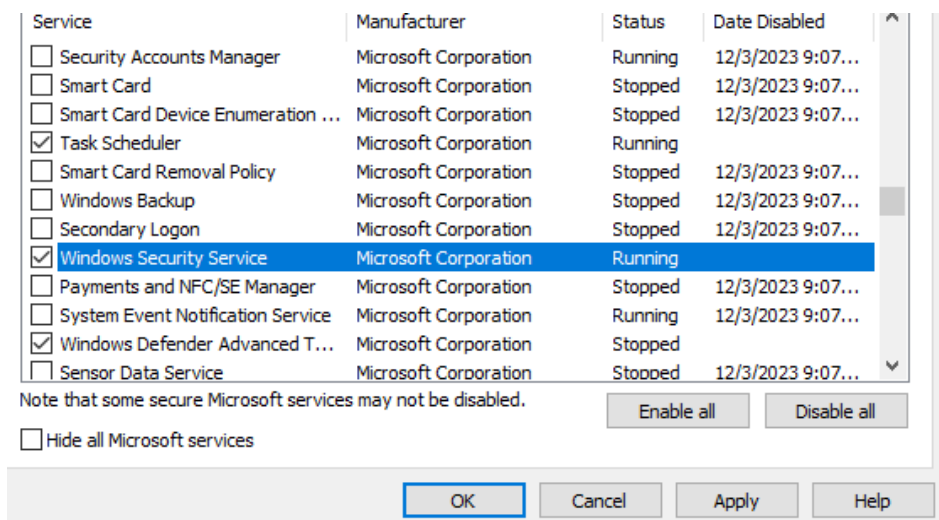 Service Manufacturer Status Date Disabled
Security Accounts Manager Microsoft Corporation Running 12/3/2023 9:07...
Smart Card Microsoft Corporation Stopped 12/3/2023 9:07...
Smart Card Device Enumeration ... Microsoft Corporation Stopped 12/3/2023 9:07...
Task Scheduler Microsoft Corporation Running
Smart Card Removal Policy Microsoft Corporation Stopped 12/3/2023 9:07...
Windows Backup Microsoft Corporation Stopped 12/3/2023 9:07...
Secondary Logon Microsoft Corporation Stopped 12/3/2023 9:07...
Windows Security Service Microsoft Corporation Running
Payments and NFC/SE Manager Microsoft Corporation Stopped 12/3/2023 9:07...
System Event Notification Service Microsoft Corporation Running 12/3/2023 9:07...
Windows Defender Advanced T... Microsoft Corporation Stopped
Sensor Data Service Microsoft Corporation Stopped 12/3/2023 9:07...
Note that some secure Microsoft services may not be disabled.
Enable all Disable all
Hide all Microsoft services
OK Cancel Apply Help